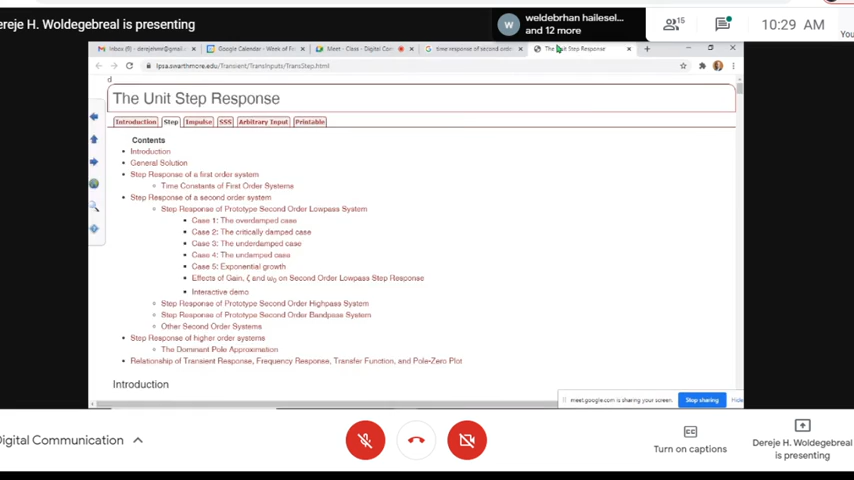 Dereje H. Woldegebreal is presenting
weldebrhan hailesel...
and 12 more
15
10:29 AM
You
Inbox (9) - derejehmr@gmail.c
Google Calendar - Week of Fe
Meet - Class - Digital Com
time response of second orde
The Unit Step Response
lpsa.swarthmore.edu/Transient/TransInputs/TransStep.html
d
The Unit Step Response
Introduction Step Impulse SSS Arbitrary Input Printable
Contents
Introduction
General Solution
Step Response of a first order system
Time Constants of First Order Systems
Step Response of a second order system
Step Response of Prototype Second Order Lowpass System
Case 1: The overdamped case
Case 2: The critically damped case
Case 3: The underdamped case
Case 4: The undamped case
Case 5: Exponential growth
Effects of Gain, ζ and ω0 on Second Order Lowpass Step Response
Interactive demo
Step Response of Prototype Second Order Highpass System
Step Response of Prototype Second Order Bandpass System
Other Second Order Systems
Step Response of higher order systems
The Dominant Pole Approximation
Relationship of Transient Response, Frequency Response, Transfer Function, and Pole-Zero Plot
Introduction
meet.google.com is sharing your screen. Stop sharing Hide
Digital Communication
Turn on captions
Dereje H. Woldegebreal
is presenting